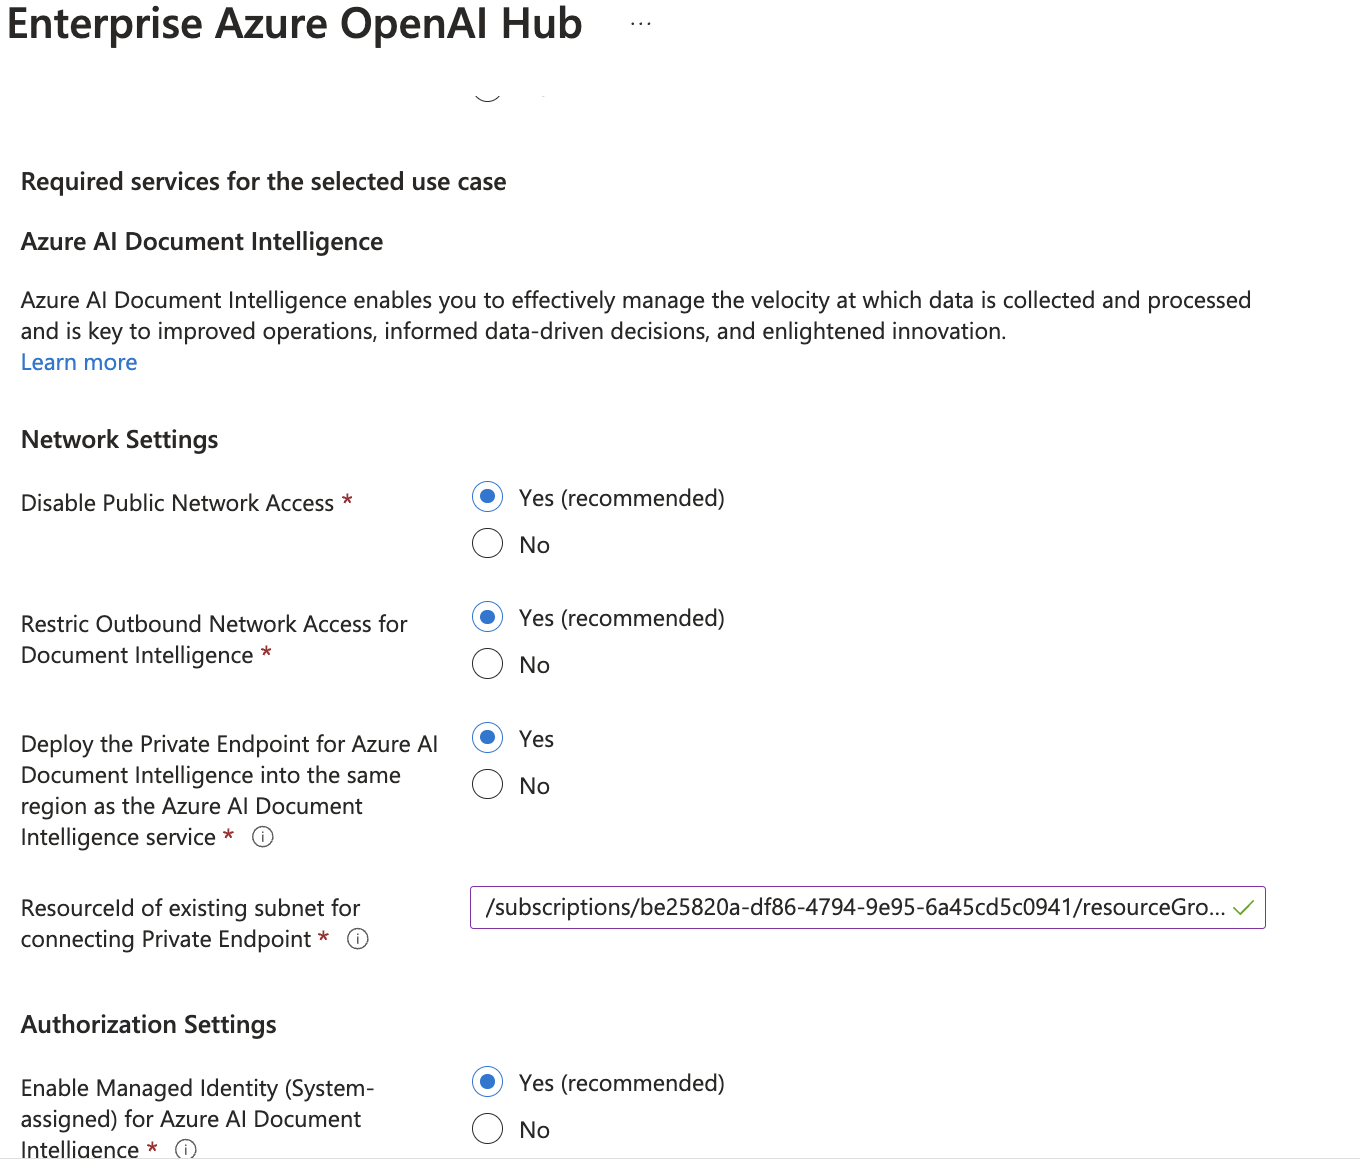 Enterprise Azure OpenAI Hub ...
Required services for the selected use case
Azure AI Document Intelligence
Azure AI Document Intelligence enables you to effectively manage the velocity at which data is collected and processed
and is key to improved operations, informed data-driven decisions, and enlightened innovation.
Learn more
Network Settings
Disable Public Network Access *
Yes (recommended)
No
Restric Outbound Network Access for
Document Intelligence *
Yes (recommended)
No
Deploy the Private Endpoint for Azure AI
Document Intelligence into the same
region as the Azure AI Document
Intelligence service *
Yes
No
ResourceId of existing subnet for
connecting Private Endpoint *
/subscriptions/be25820a-df86-4794-9e95-6a45cd5c0941/resourceGro...
Authorization Settings
Enable Managed Identity (System-
assigned) for Azure AI Document
Intelligence *
Yes (recommended)
No